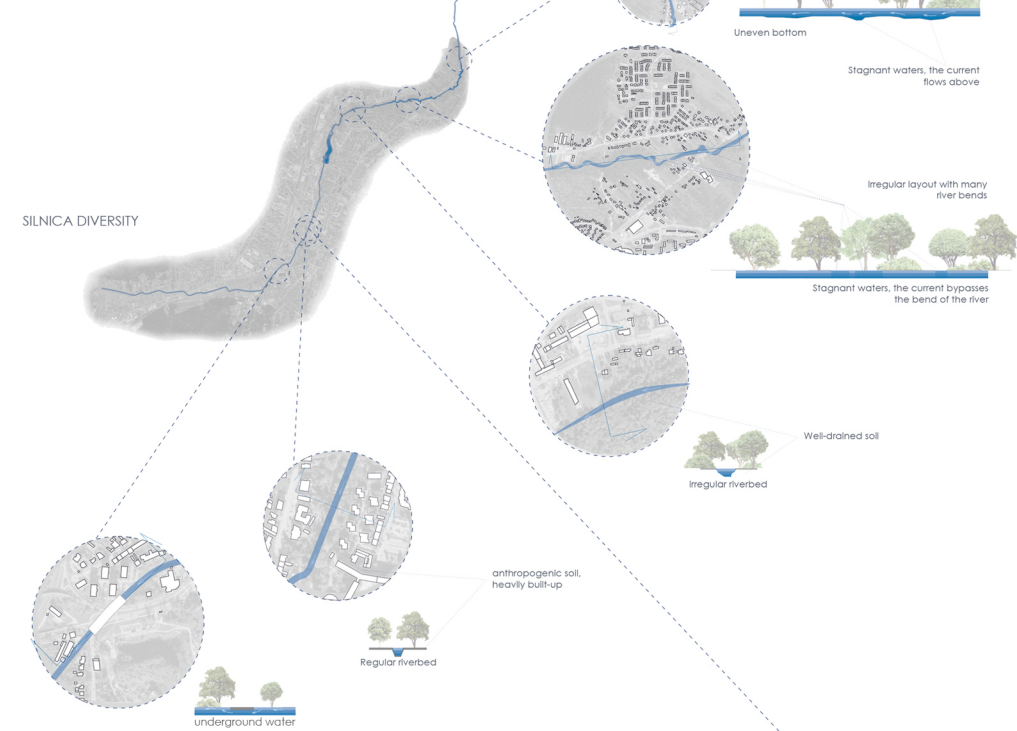 Uneven bottom
Stagnant waters, the current
flows above
Irregular layout with many
river bends
SILNICA DIVERSITY
Stagnant waters, the current bypasses
the bend of the river
Well-drained soil
Irregular riverbed
anthropogenic soil,
heavily built-up
Regular riverbed
underground water